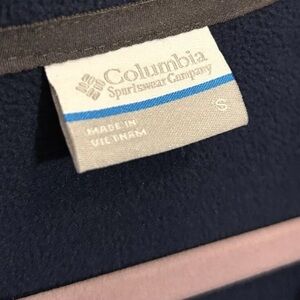 Columbia
Sportswear Company
S
MADE IN
VIETNAM